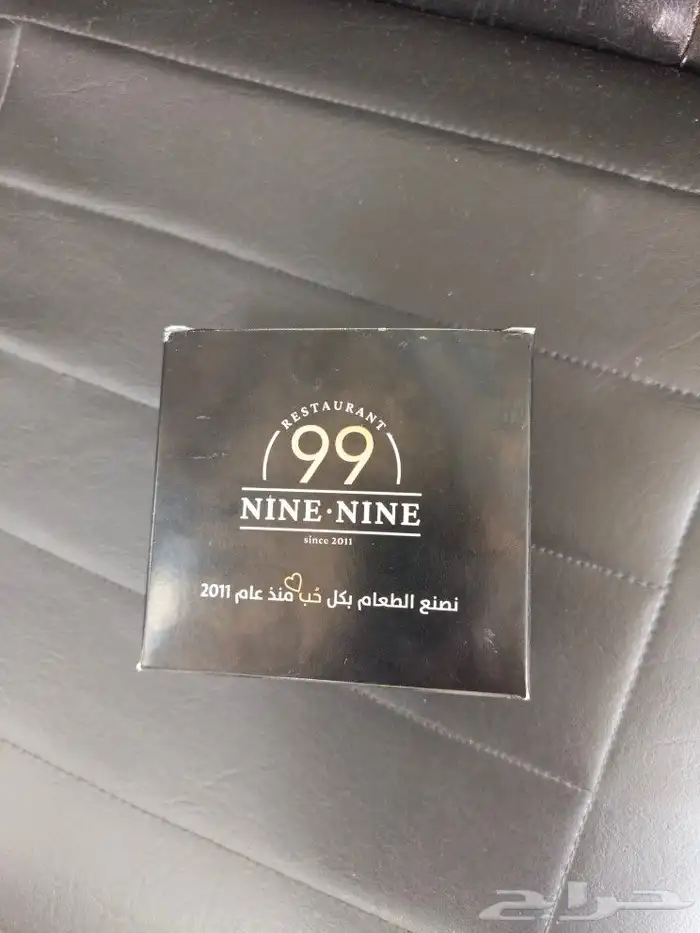 RESTAURANT
99
NINE·NINE
since 2011
نصنع الطعام بكل حُب منذ عام 2011
حراج